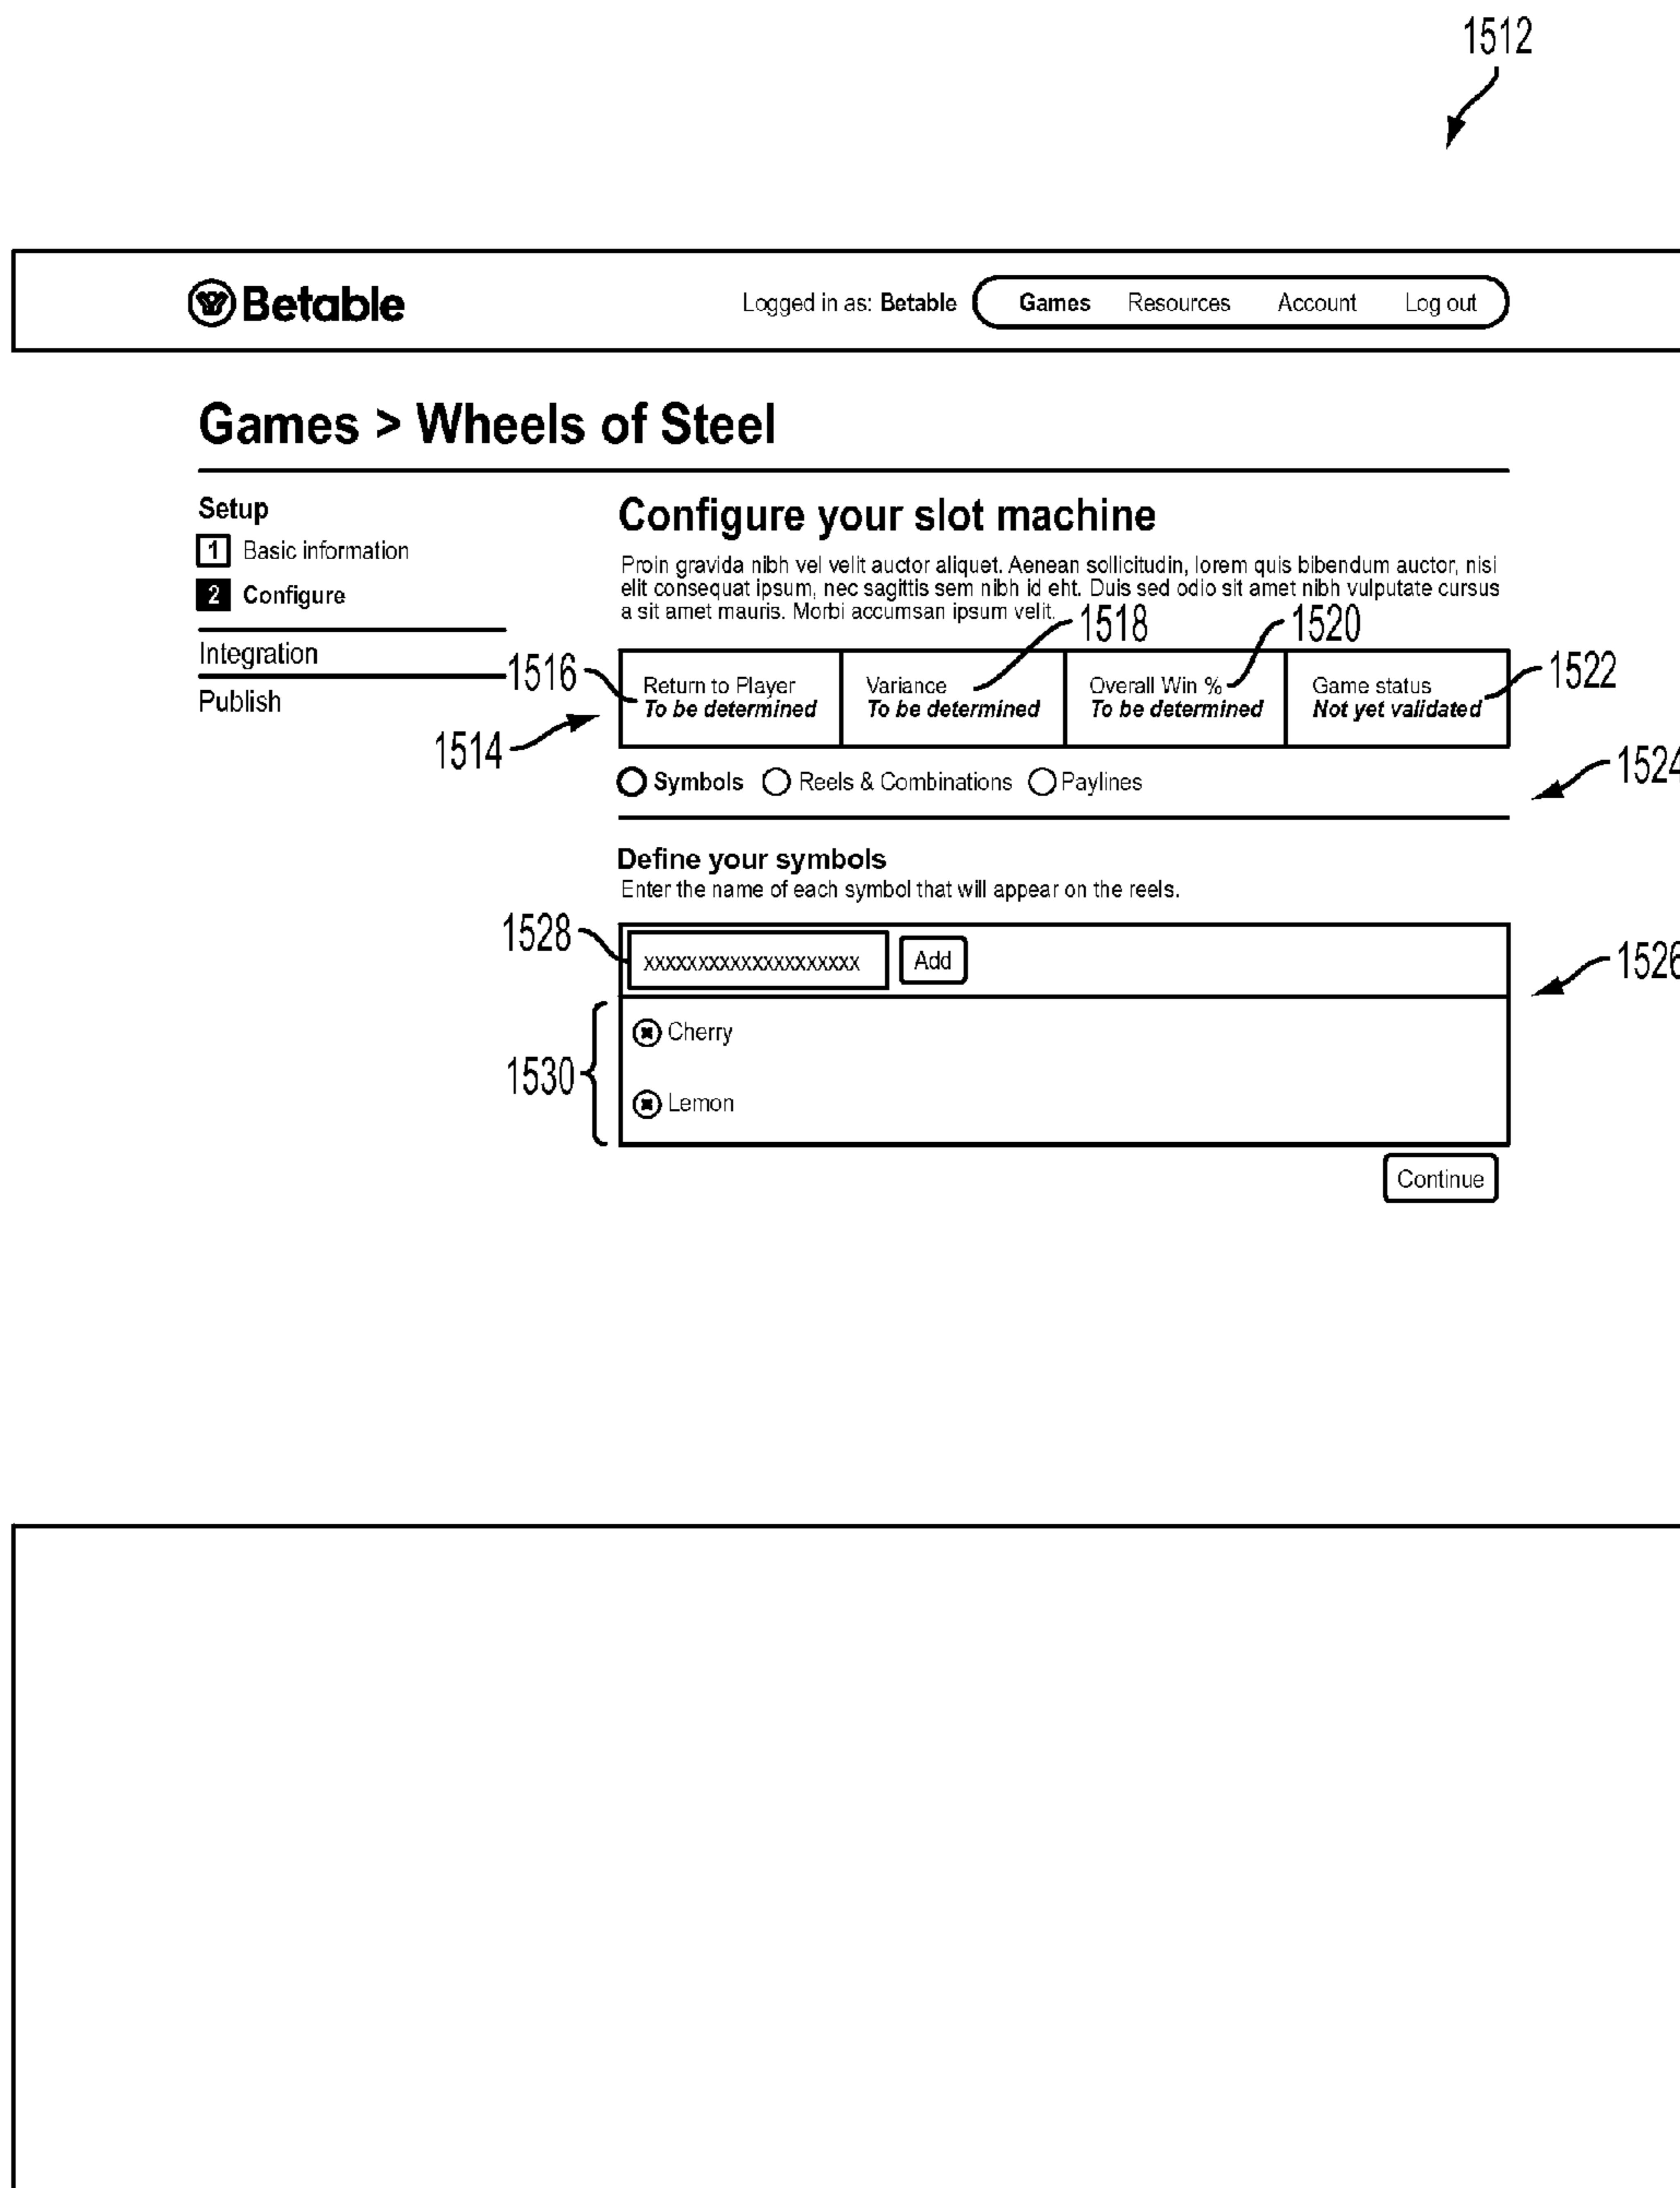 1512
Betable
Logged in as: Betable Games Resources Account Log out
Games > Wheels of Steel
Setup
1 Basic information
2 Configure
Integration
Publish
Configure your slot machine
Proin gravida nibh vel velit auctor aliquet. Aenean sollicitudin, lorem quis bibendum auctor, nisi
elit consequat ipsum, nec sagittis sem nibh id eht. Duis sed odio sit amet nibh vulputate cursus
a sit amet mauris. Morbi accumsan ipsum velit.
1518 1520
1516 1522
1514
Return to Player
To be determined
Variance
To be determined
Overall Win %
To be determined
Game status
Not yet validated
1524
Symbols Reels & Combinations Paylines
Define your symbols
Enter the name of each symbol that will appear on the reels.
1528
xxxxxxxxxxxxxxxxxxxx Add
1526
1530
Cherry
Lemon
Continue